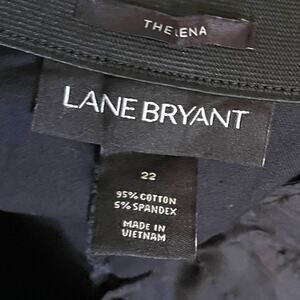 THE LENA
LANE BRYANT
22
95% COTTON
5% SPANDEX
MADE IN
VIETNAM